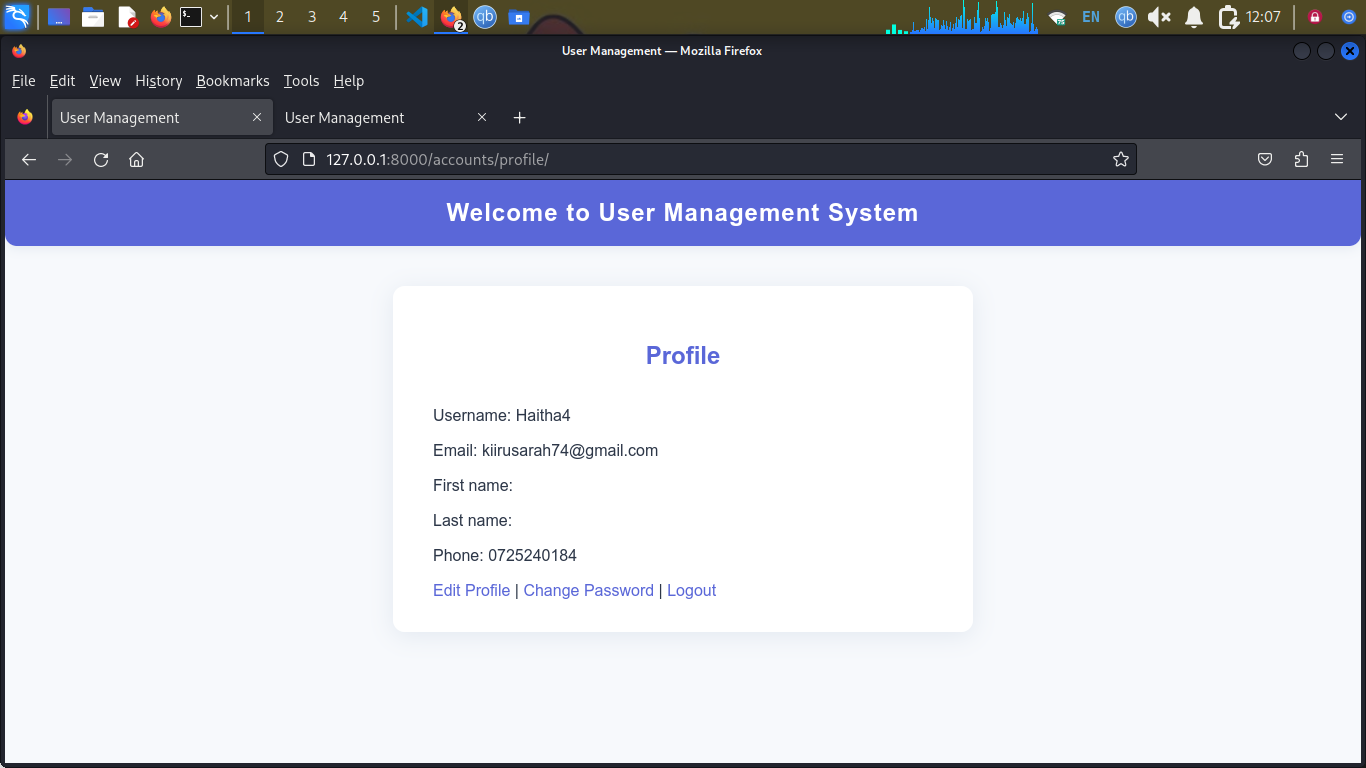 1 2 3 4 5 2 qb EN qb 12:07
User Management — Mozilla Firefox
File Edit View History Bookmarks Tools Help
User Management User Management
127.0.0.1:8000/accounts/profile/
Welcome to User Management System
Profile
Username: Haitha4
Email: kiirusarah74@gmail.com
First name:
Last name:
Phone: 0725240184
Edit Profile | Change Password | Logout